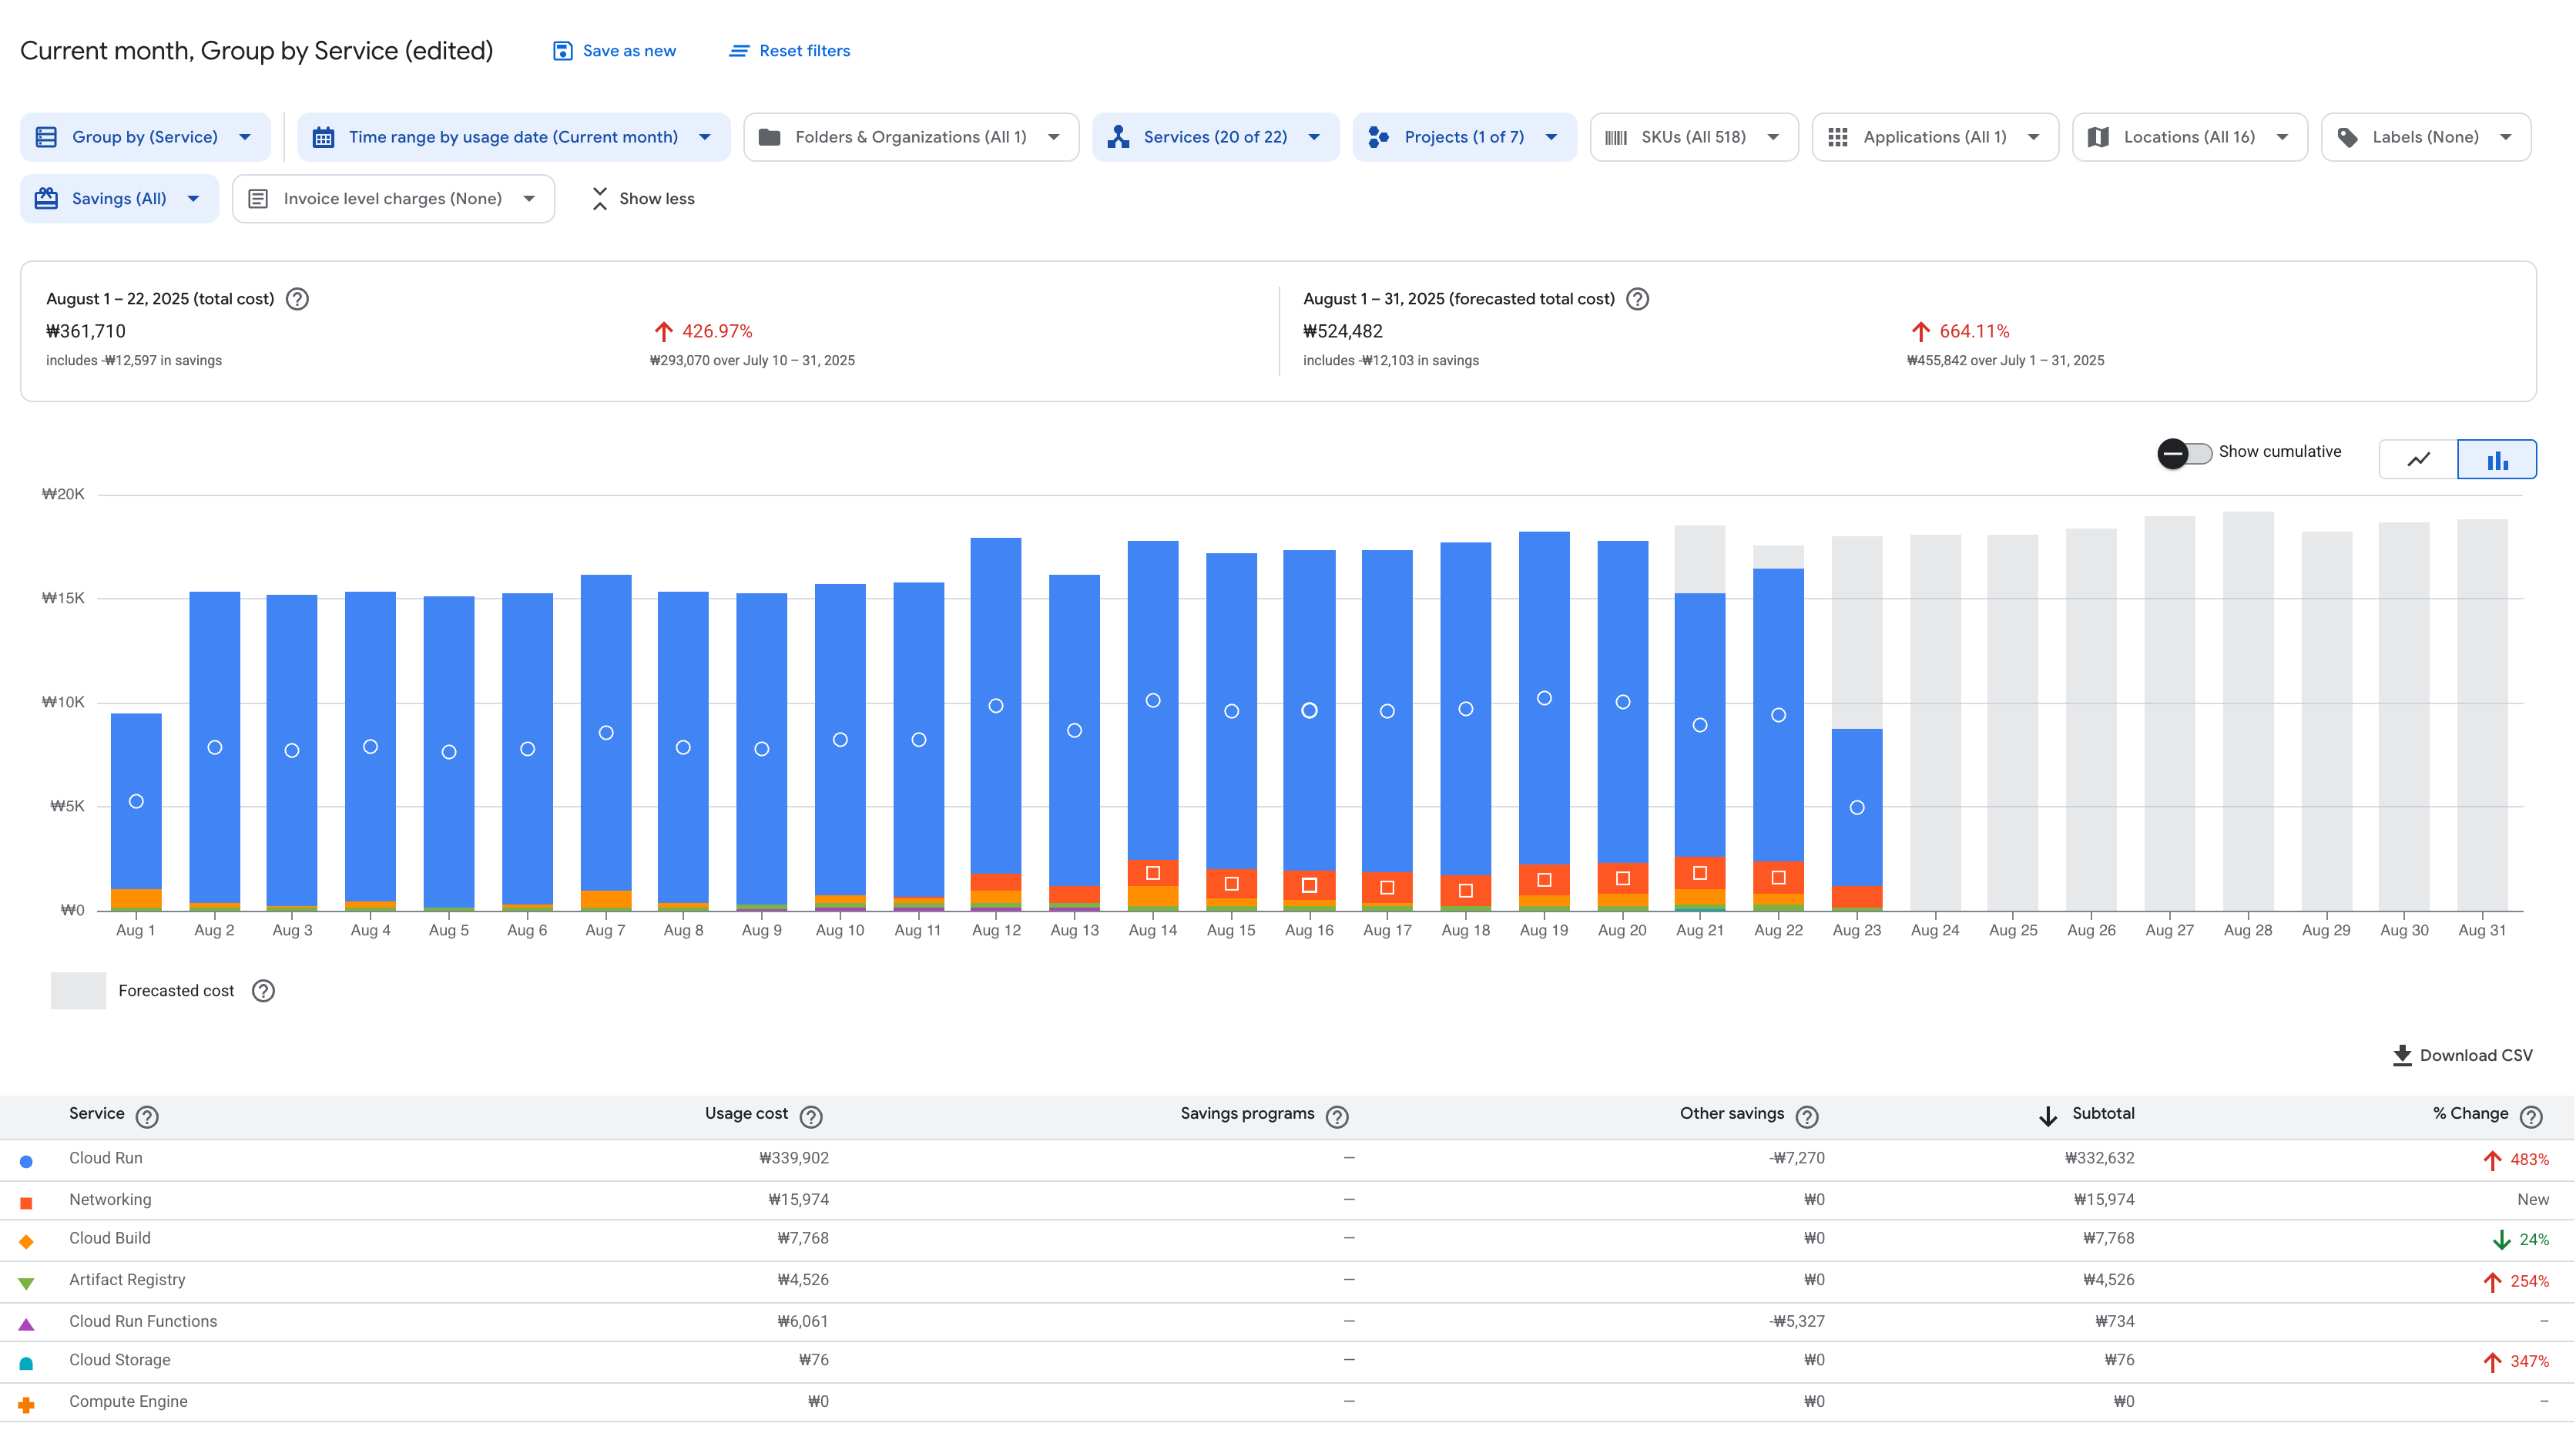 Current month, Group by Service (edited) Save as new Reset filters
Group by (Service) Time range by usage date (Current month) Folders & Organizations (All 1) Services (20 of 22) Projects (1 of 7) SKUs (All 518) Applications (All 1) Locations (All 16) Labels (None)
Savings (All) Invoice level charges (None) Show less
August 1 – 22, 2025 (total cost)
₩361,710 426.97%
includes -₩12,597 in savings ₩293,070 over July 10 – 31, 2025
August 1 – 31, 2025 (forecasted total cost)
₩524,482 664.11%
includes -₩12,103 in savings ₩455,842 over July 1 – 31, 2025
Show cumulative
₩20K
₩15K
₩10K
₩5K
₩0
Aug 1 Aug 2 Aug 3 Aug 4 Aug 5 Aug 6 Aug 7 Aug 8 Aug 9 Aug 10 Aug 11 Aug 12 Aug 13 Aug 14 Aug 15 Aug 16 Aug 17 Aug 18 Aug 19 Aug 20 Aug 21 Aug 22 Aug 23 Aug 24 Aug 25 Aug 26 Aug 27 Aug 28 Aug 29 Aug 30 Aug 31
Forecasted cost
Download CSV
Service Usage cost Savings programs Other savings Subtotal % Change
Cloud Run ₩339,902 — -₩7,270 ₩332,632 483%
Networking ₩15,974 — ₩0 ₩15,974 New
Cloud Build ₩7,768 — ₩0 ₩7,768 24%
Artifact Registry ₩4,526 — ₩0 ₩4,526 254%
Cloud Run Functions ₩6,061 — -₩5,327 ₩734 –
Cloud Storage ₩76 — ₩0 ₩76 347%
Compute Engine ₩0 — ₩0 ₩0 –